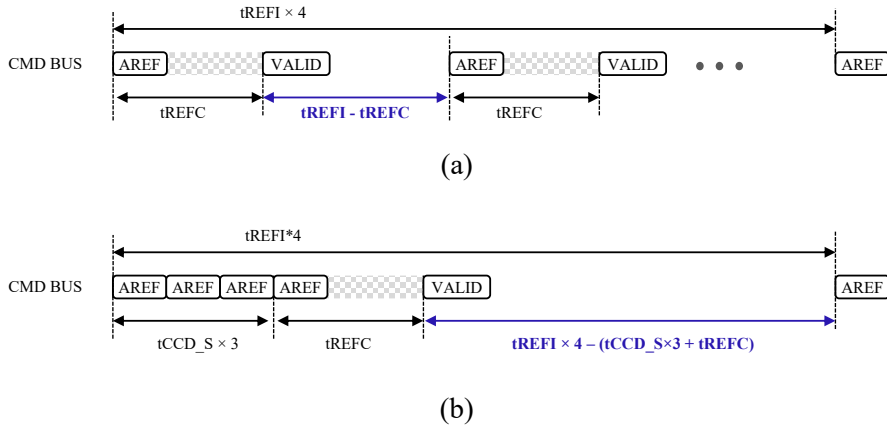 tREFI × 4
CMD BUS AREF VALID AREF VALID • • • AREF
tREFC tREFI - tREFC tREFC
(a)
tREFI*4
CMD BUS AREF AREF AREF AREF VALID AREF
tCCD_S × 3 tREFC tREFI × 4 – (tCCD_S×3 + tREFC)
(b)